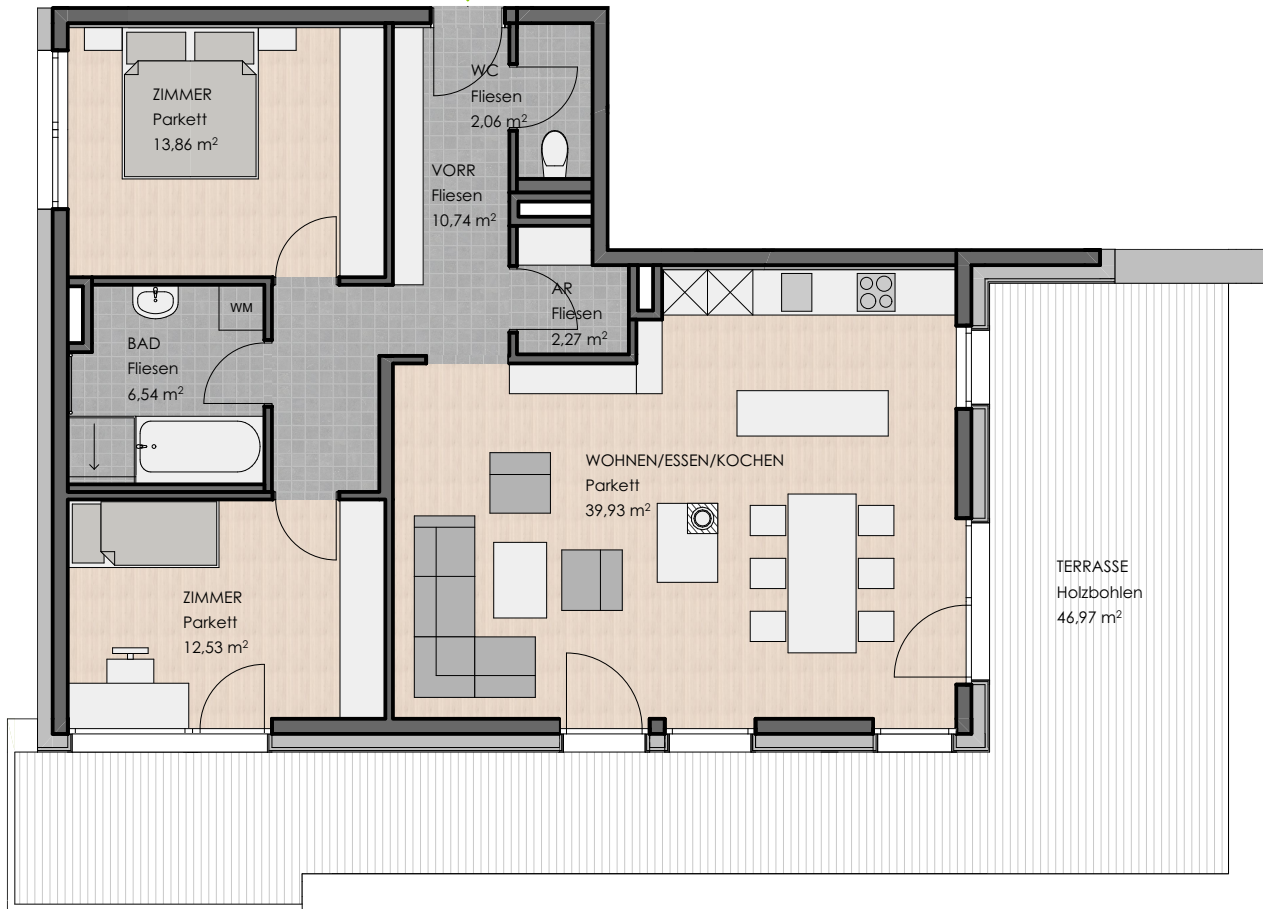 ZIMMER
Parkett
13,86 m²
WC
Fliesen
2,06 m²
VORR
Fliesen
10,74 m²
AR
Fliesen
2,27 m²
WM
BAD
Fliesen
6,54 m²
WOHNEN/ESSEN/KOCHEN
Parkett
39,93 m²
ZIMMER
Parkett
12,53 m²
TERRASSE
Holzbohlen
46,97 m²